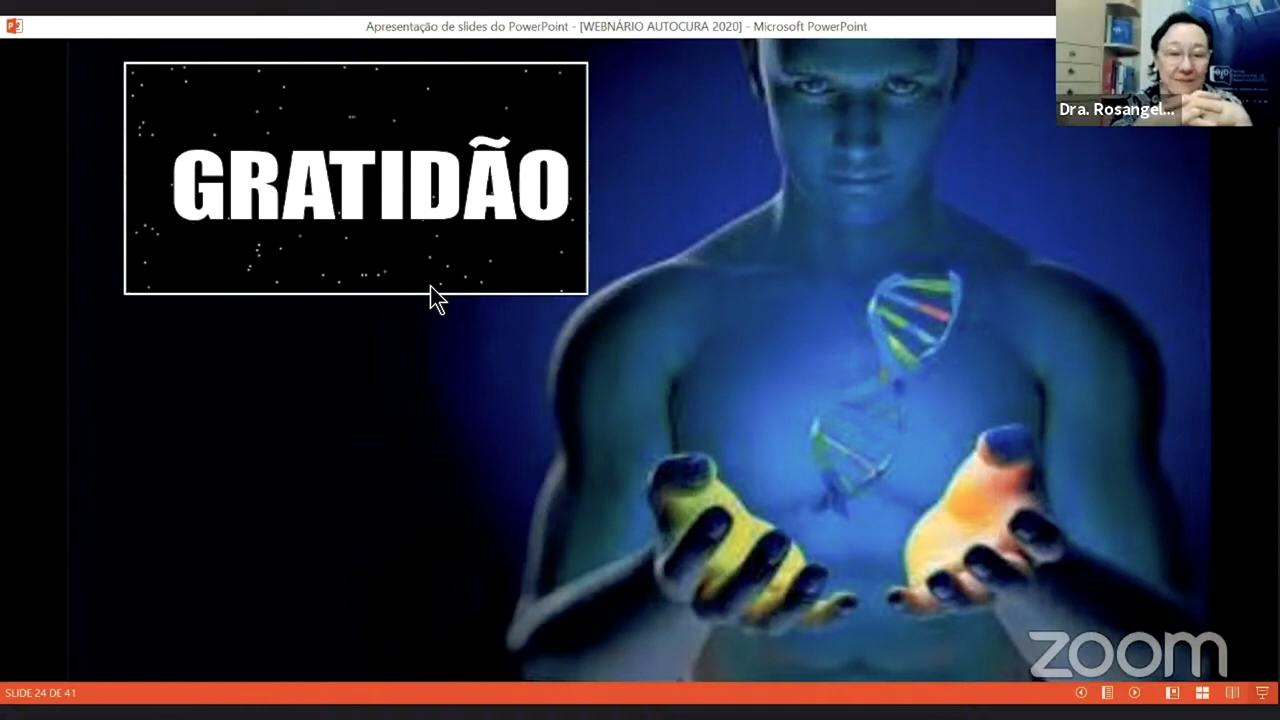 Apresentação de slides do PowerPoint - [WEBNÁRIO AUTOCURA 2020] - Microsoft PowerPoint
Dra. Rosangel...
GRATIDÃO
zoom
SLIDE 24 DE 41